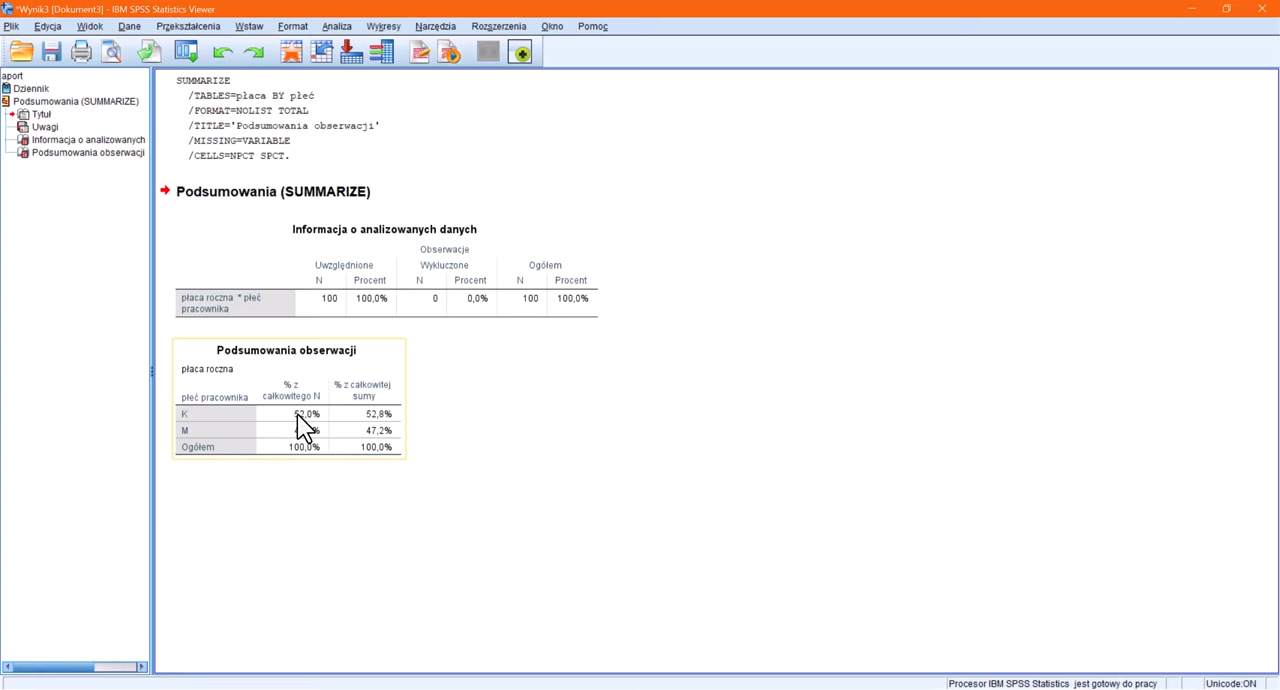 *Wynik3 [Dokument3] - IBM SPSS Statistics Viewer
Plik Edycja Widok Dane Przekształcenia Wstaw Format Analiza Wykresy Narzędzia Rozszerzenia Okno Pomoc
aport
Dziennik
Podsumowania (SUMMARIZE)
Tytuł
Uwagi
Informacja o analizowanych
Podsumowania obserwacji
SUMMARIZE
/TABLES=płaca BY płeć
/FORMAT=NOLIST TOTAL
/TITLE='Podsumowania obserwacji'
/MISSING=VARIABLE
/CELLS=NPCT SPCT.
Podsumowania (SUMMARIZE)
Informacja o analizowanych danych
Obserwacje
Uwzględnione Wykluczone Ogółem
N Procent N Procent N Procent
płaca roczna * płeć pracownika 100 100,0% 0 0,0% 100 100,0%
Podsumowania obserwacji
płaca roczna
płeć pracownika % z całkowitego N % z całkowitej sumy
K 52,0% 52,8%
M 47,2%
Ogółem 100,0% 100,0%
Procesor IBM SPSS Statistics jest gotowy do pracy Unicode:ON